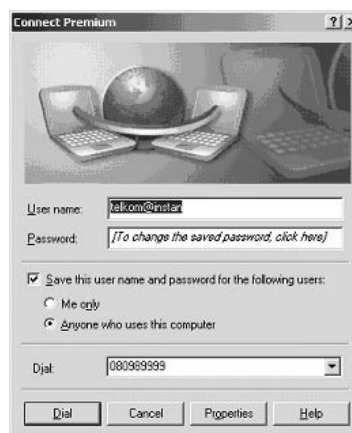 Connect Premium
User name: telkom@instan
Password: [To change the saved password, click here]
Save this user name and password for the following users:
Me only
Anyone who uses this computer
Dial: 080989999
Dial Cancel Properties Help